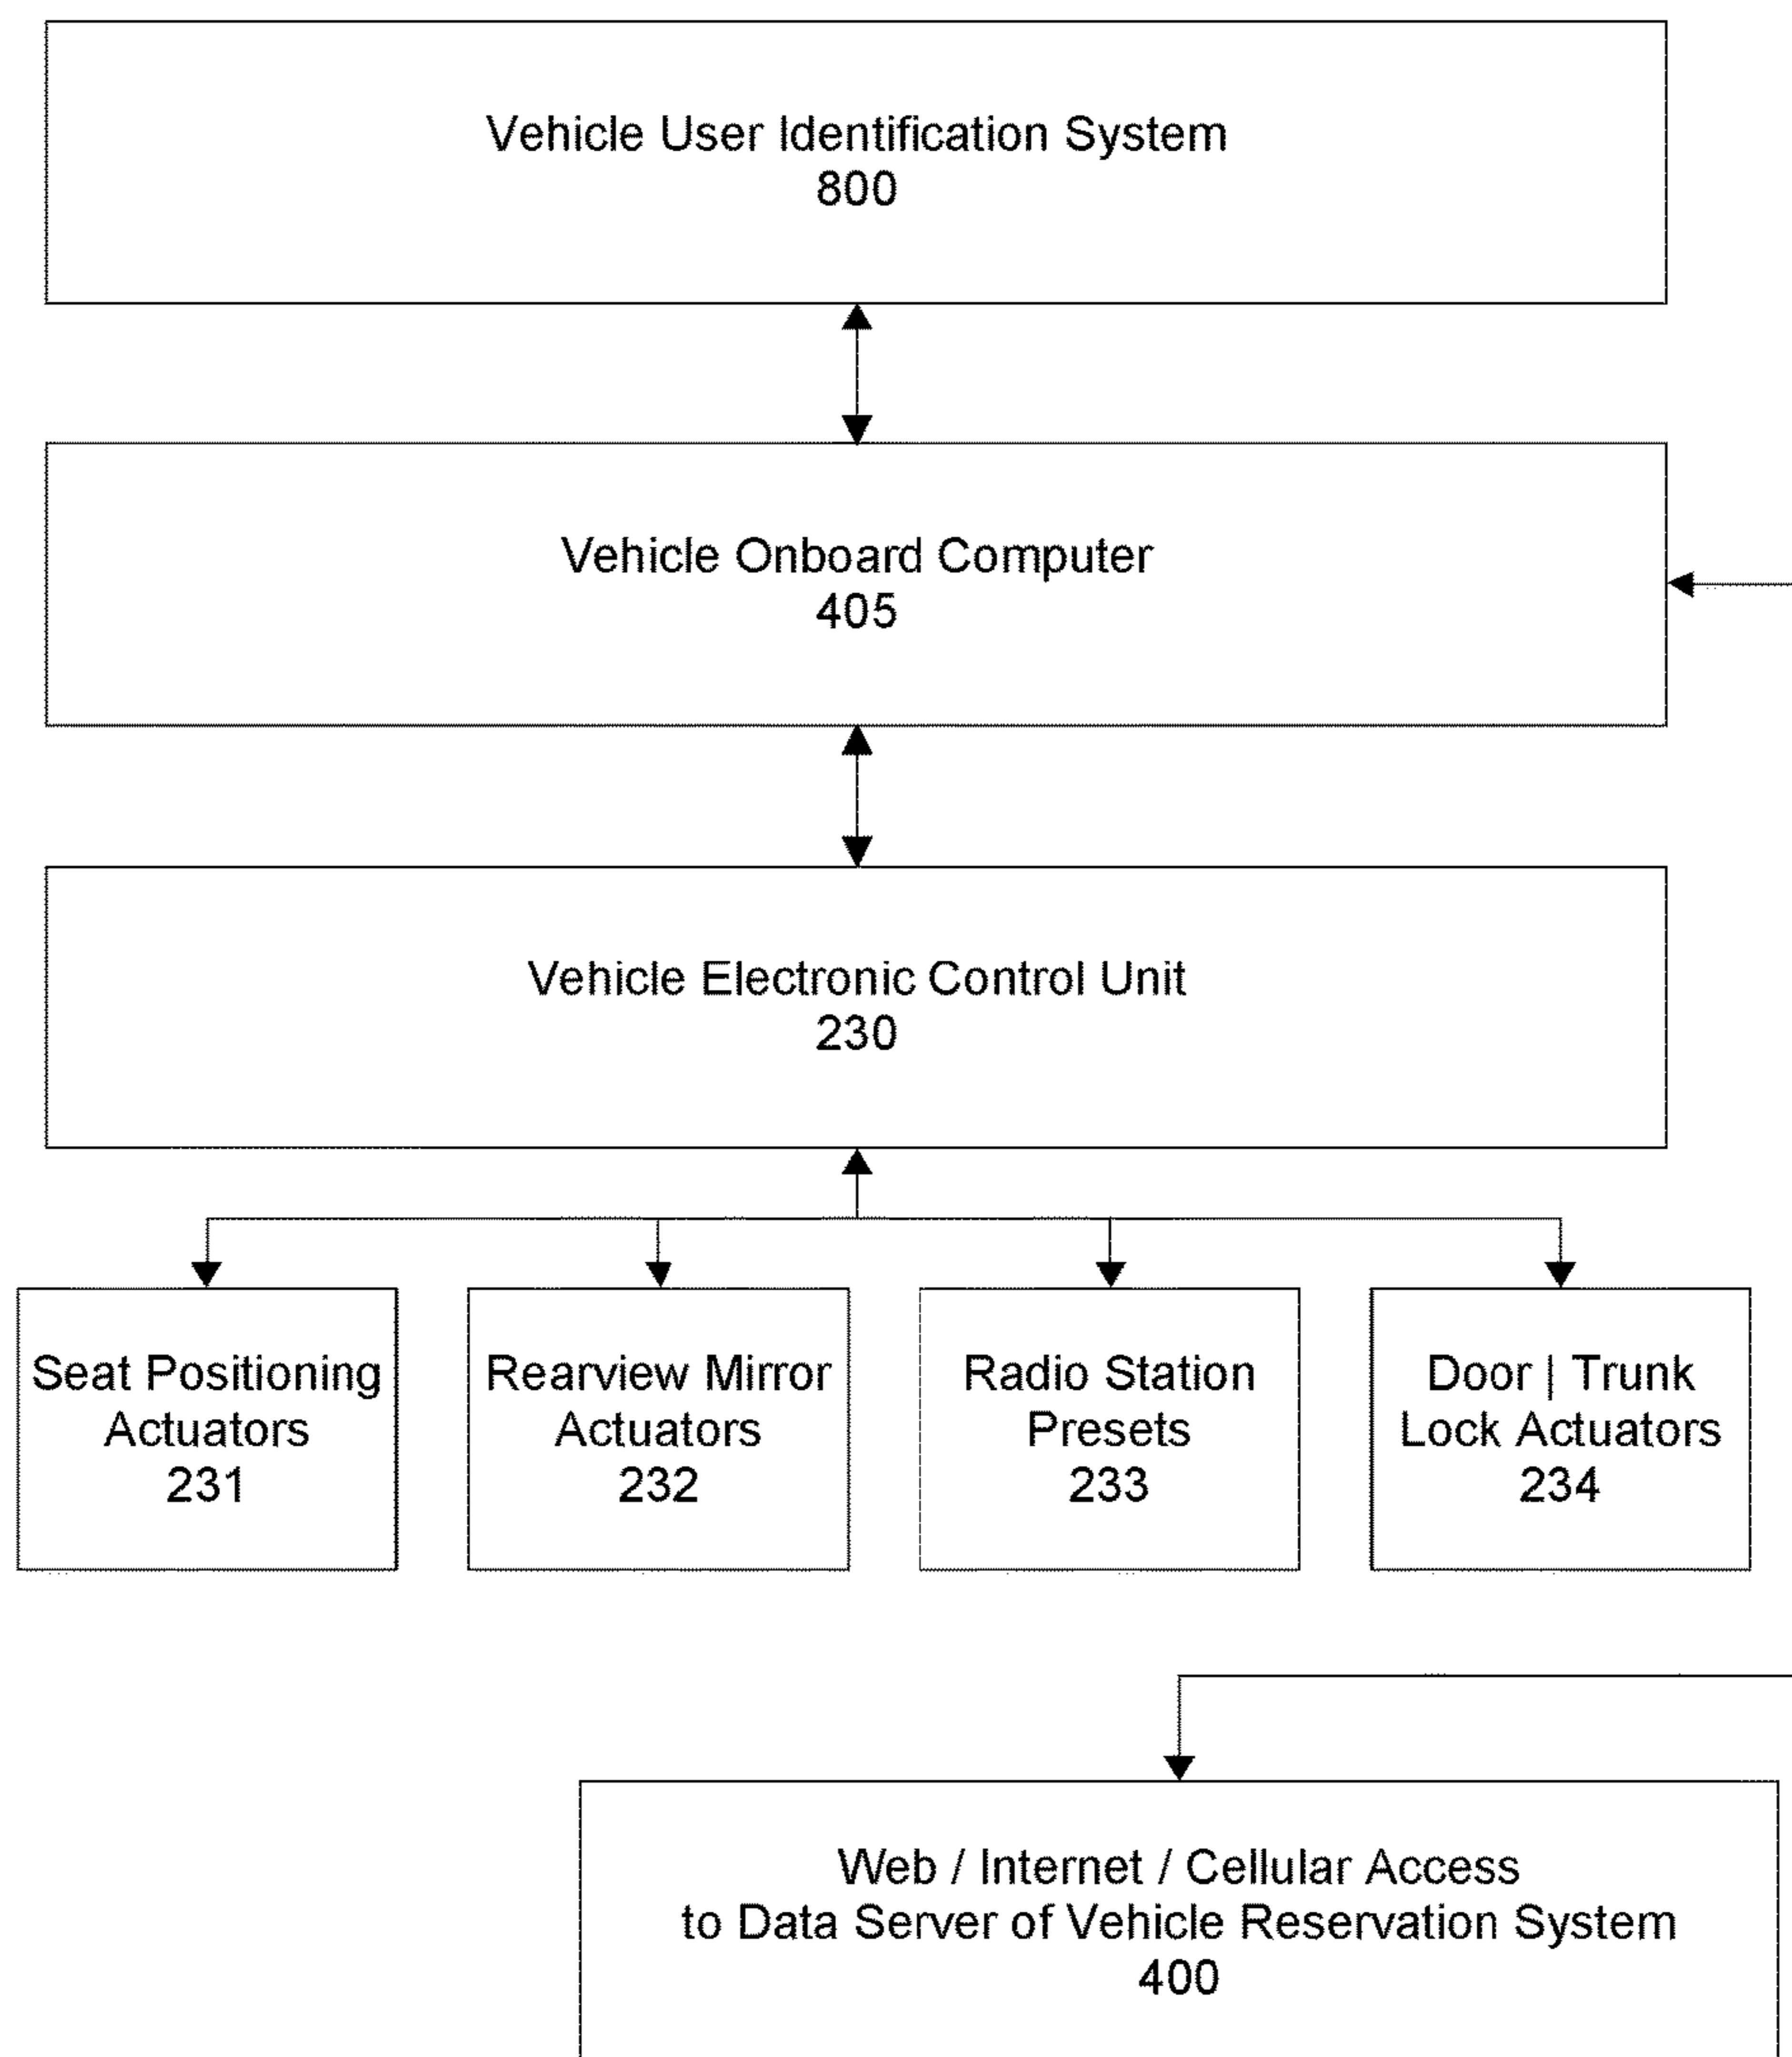 Vehicle User Identification System
800
Vehicle Onboard Computer
405
Vehicle Electronic Control Unit
230
Seat Positioning
Actuators
231
Rearview Mirror
Actuators
232
Radio Station
Presets
233
Door | Trunk
Lock Actuators
234
Web / Internet / Cellular Access
to Data Server of Vehicle Reservation System
400